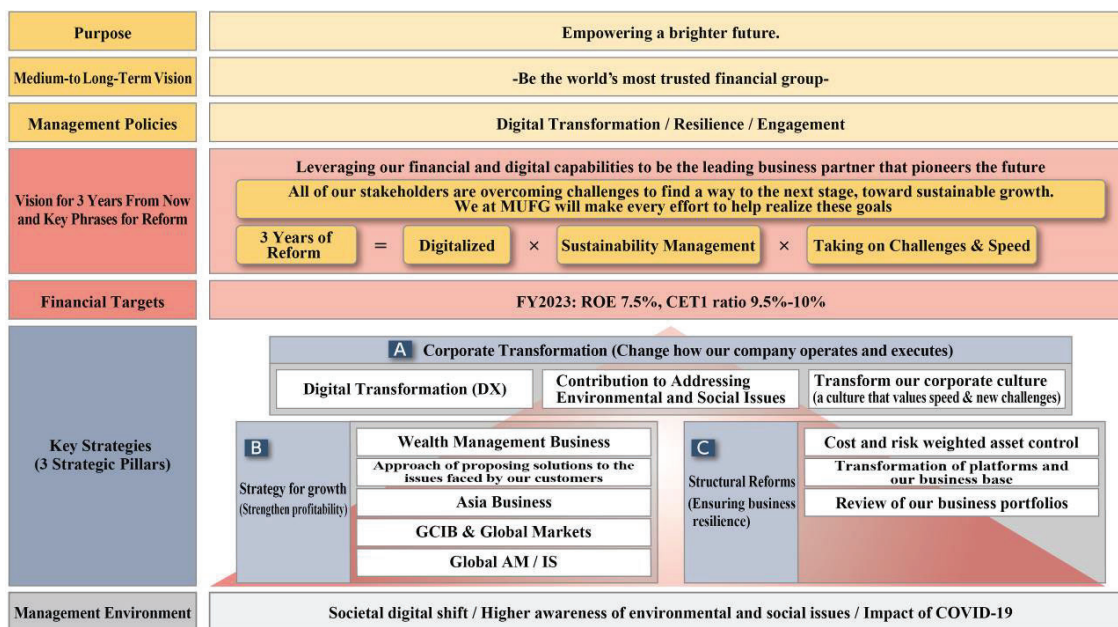 Purpose
Empowering a brighter future.
Medium-to Long-Term Vision
-Be the world's most trusted financial group-
Management Policies
Digital Transformation / Resilience / Engagement
Vision for 3 Years From Now
and Key Phrases for Reform
Leveraging our financial and digital capabilities to be the leading business partner that pioneers the future
All of our stakeholders are overcoming challenges to find a way to the next stage, toward sustainable growth.
We at MUFG will make every effort to help realize these goals
3 Years of
Reform
=
Digitalized
×
Sustainability Management
×
Taking on Challenges & Speed
Financial Targets
FY2023: ROE 7.5%, CET1 ratio 9.5%-10%
Key Strategies
(3 Strategic Pillars)
A Corporate Transformation (Change how our company operates and executes)
Digital Transformation (DX)
Contribution to Addressing
Environmental and Social Issues
Transform our corporate culture
(a culture that values speed & new challenges)
B
Strategy for growth
(Strengthen profitability)
Wealth Management Business
Approach of proposing solutions to the
issues faced by our customers
Asia Business
GCIB & Global Markets
Global AM / IS
C
Structural Reforms
(Ensuring business
resilience)
Cost and risk weighted asset control
Transformation of platforms and
our business base
Review of our business portfolios
Management Environment
Societal digital shift / Higher awareness of environmental and social issues / Impact of COVID-19